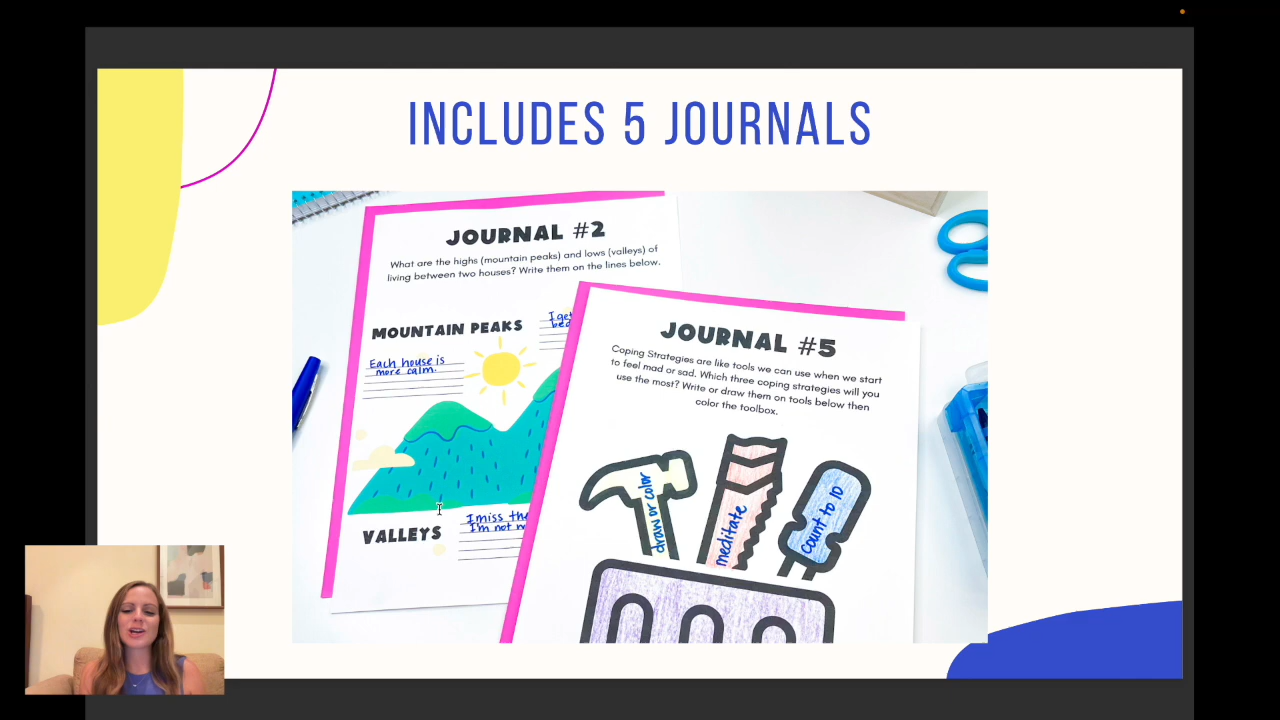 INCLUDES 5 JOURNALS
JOURNAL #2
What are the highs (mountain peaks) and lows (valleys) of
living between two houses? Write them on the lines below.
MOUNTAIN PEAKS
Each house is
more calm.
I get
VALLEYS
I miss the
I'm not
JOURNAL #5
Coping Strategies are like tools we can use when we start
to feel mad or sad. Which three coping strategies will you
use the most? Write or draw them on tools below then
color the toolbox.
draw or color
meditate
count to 10